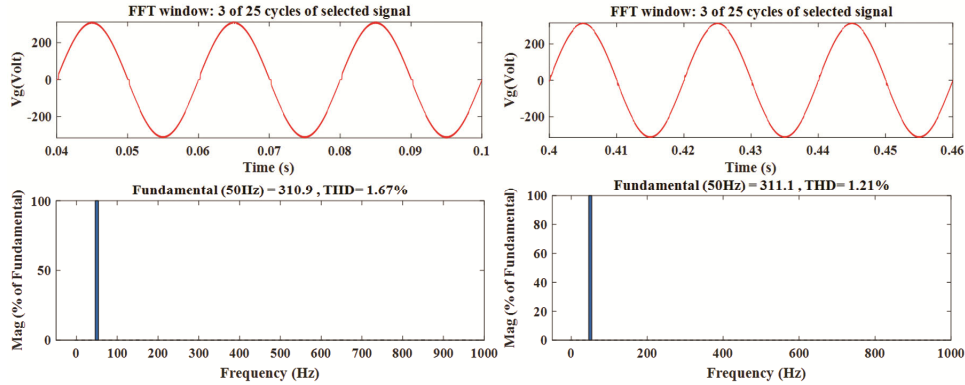 FFT window: 3 of 25 cycles of selected signal
Vg(Volt)
200
0
-200
0.04 0.05 0.06 0.07 0.08 0.09 0.1
Time (s)
Fundamental (50Hz) = 310.9 , THD= 1.67%
Mag (% of Fundamental)
100
50
0
0 100 200 300 400 500 600 700 800 900 1000
Frequency (Hz)
FFT window: 3 of 25 cycles of selected signal
Vg(Volt)
200
0
-200
0.4 0.41 0.42 0.43 0.44 0.45 0.46
Time (s)
Fundamental (50Hz) = 311.1 , THD= 1.21%
Mag (% of Fundamental)
100
80
60
40
20
0
0 200 400 600 800 1000
Frequency (Hz)